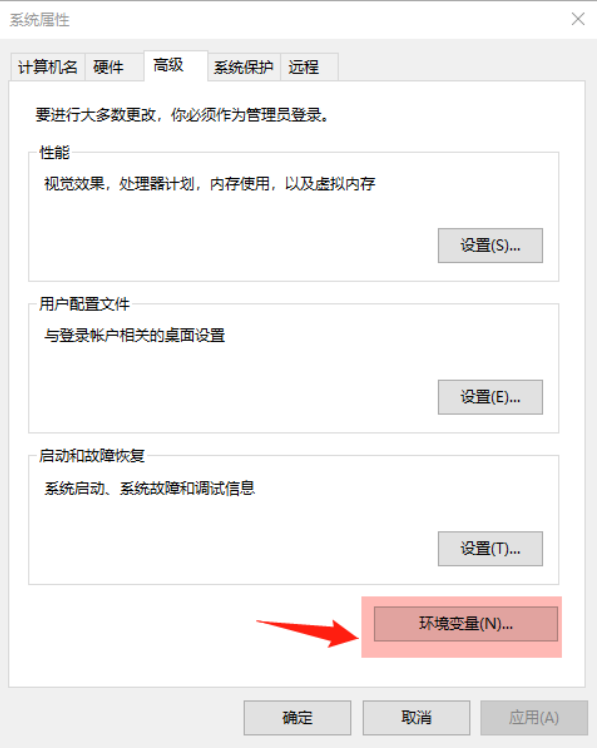 系统属性
计算机名 硬件 高级 系统保护 远程
要进行大多数更改，你必须作为管理员登录。
性能
视觉效果，处理器计划，内存使用，以及虚拟内存
设置(S)...
用户配置文件
与登录帐户相关的桌面设置
设置(E)...
启动和故障恢复
系统启动、系统故障和调试信息
设置(T)...
环境变量(N)...
确定 取消 应用(A)